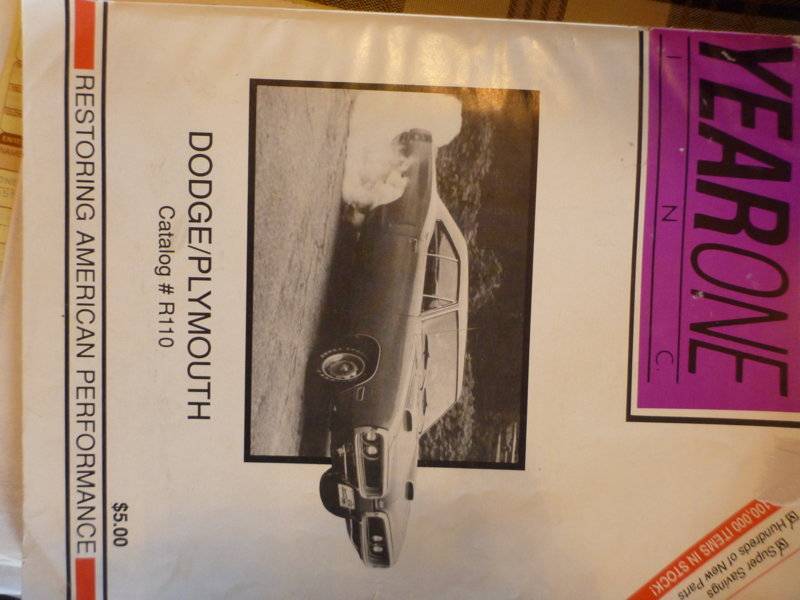 YEARONE
I N C.
☑ Super Savings
☑ Hundreds of New Parts
100,000 ITEMS IN STOCK!
DODGE/PLYMOUTH
Catalog # R110
$5.00
RESTORING AMERICAN PERFORMANCE